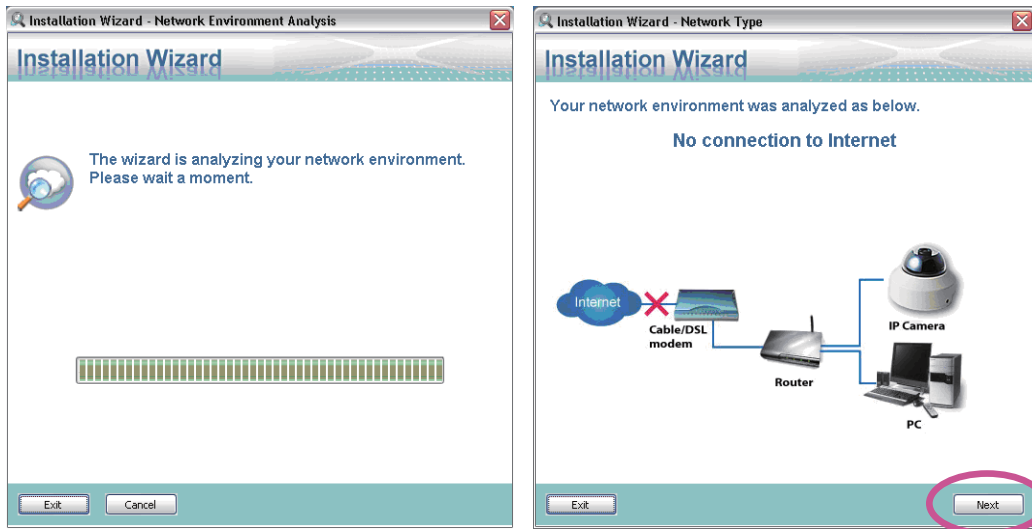 Installation Wizard - Network Environment Analysis
Installation Wizard
The wizard is analyzing your network environment.
Please wait a moment.
Exit
Cancel
Installation Wizard - Network Type
Installation Wizard
Your network environment was analyzed as below.
No connection to Internet
Internet
Cable/DSL
modem
Router
IP Camera
PC
Exit
Next